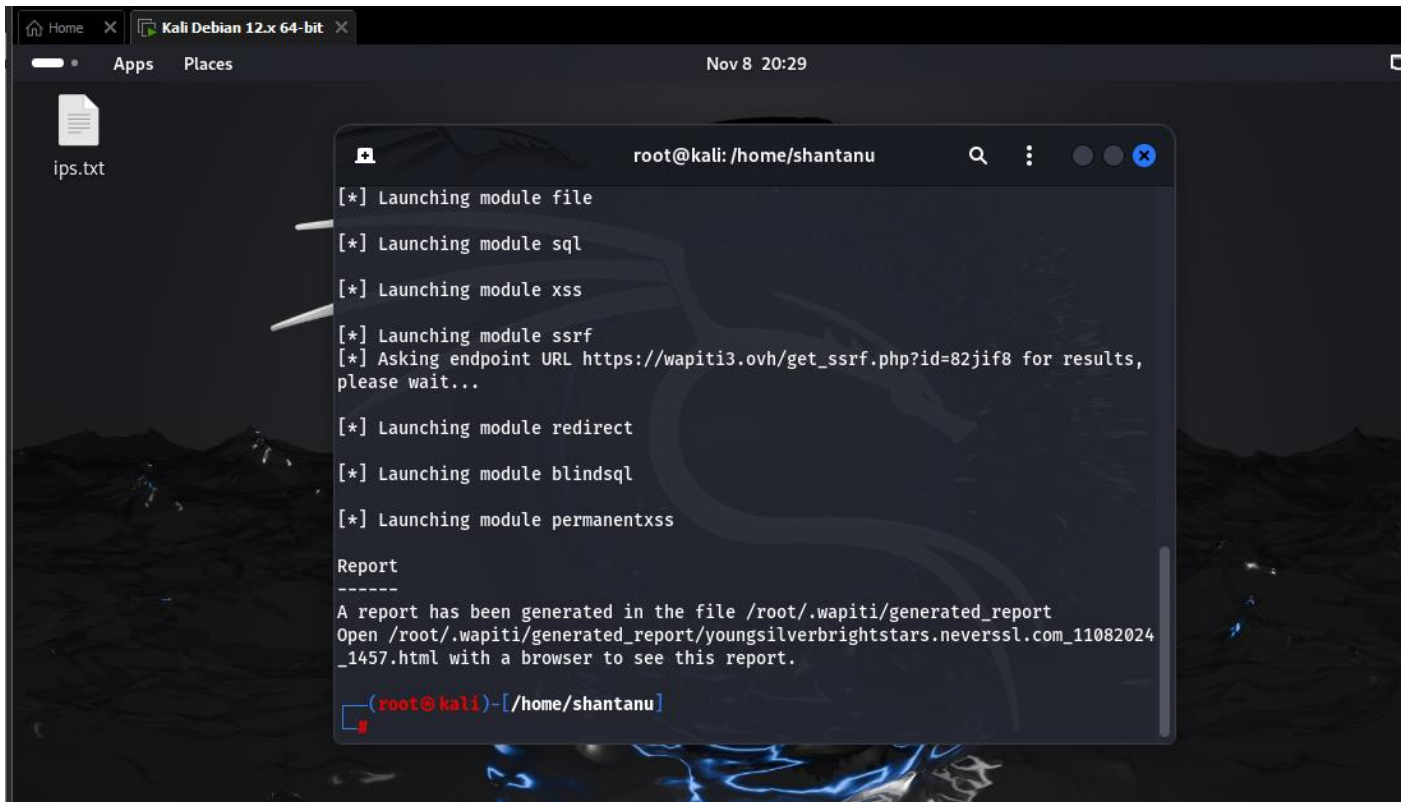 Home
Kali Debian 12.x 64-bit
Apps Places Nov 8 20:29
ips.txt
root@kali: /home/shantanu
[*] Launching module file
[*] Launching module sql
[*] Launching module xss
[*] Launching module ssrf
[*] Asking endpoint URL https://wapiti3.ovh/get_ssrf.php?id=82jif8 for results,
please wait...
[*] Launching module redirect
[*] Launching module blindsql
[*] Launching module permanentxss
Report
------
A report has been generated in the file /root/.wapiti/generated_report
Open /root/.wapiti/generated_report/youngsilverbrightstars.neverssl.com_11082024
_1457.html with a browser to see this report.
┌──(root㉿kali)-[/home/shantanu]
└─#